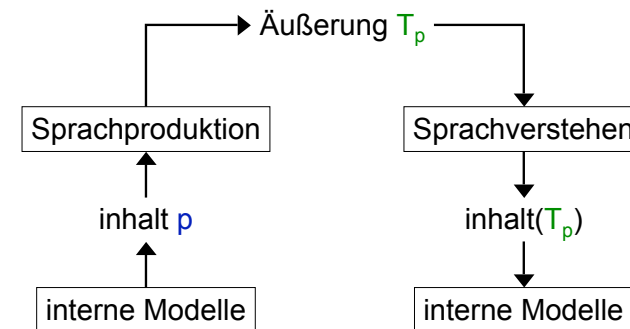 Äußerung Tp
Sprachproduktion
Sprachverstehen
inhalt p
inhalt(Tp)
interne Modelle
interne Modelle